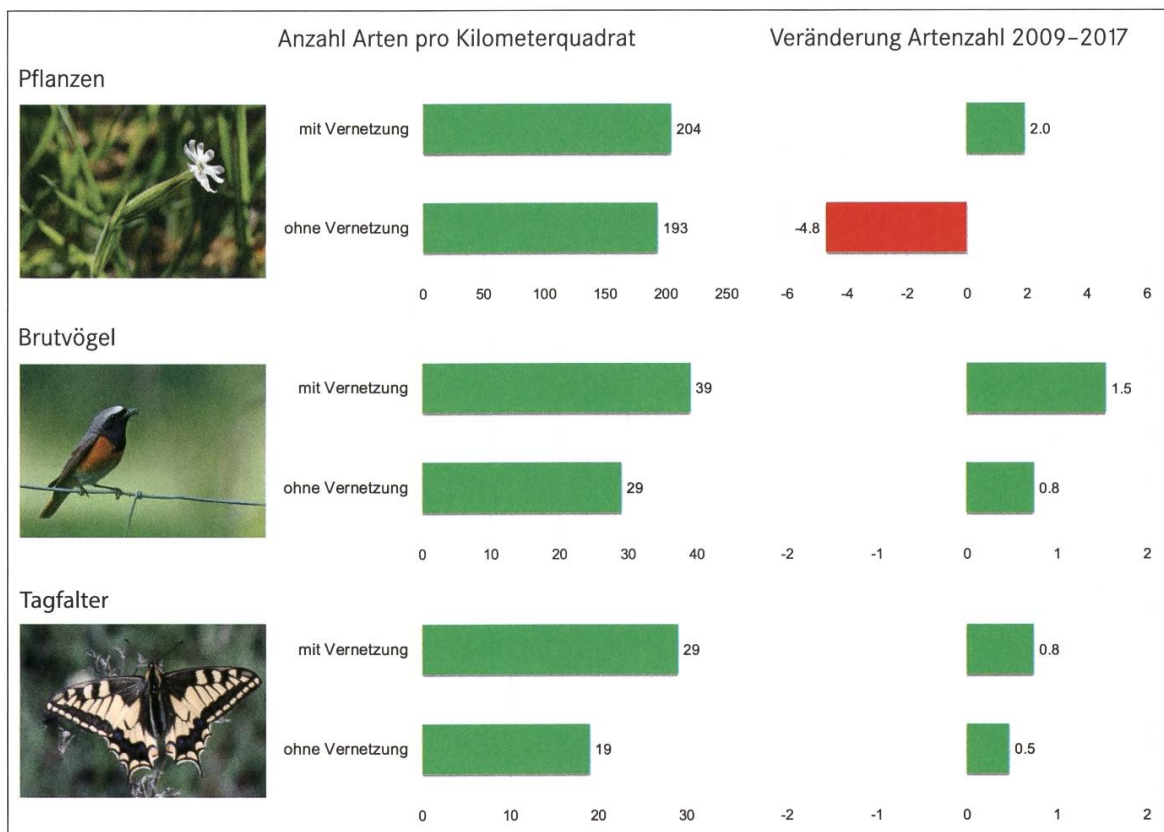 Anzahl Arten pro Kilometerquadrat Veränderung Artenzahl 2009–2017
Pflanzen
mit Vernetzung 204 2.0
ohne Vernetzung 193 -4.8
0 50 100 150 200 250 -6 -4 -2 0 2 4 6
Brutvögel
mit Vernetzung 39 1.5
ohne Vernetzung 29 0.8
0 10 20 30 40 -2 -1 0 1 2
Tagfalter
mit Vernetzung 29 0.8
ohne Vernetzung 19 0.5
0 10 20 30 -2 -1 0 1 2